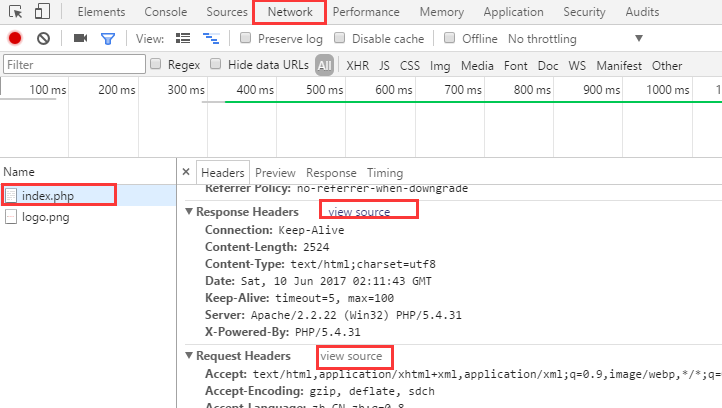 Elements Console Sources Network Performance Memory Application Security Audits
View: Preserve log Disable cache Offline No throttling
Filter Regex Hide data URLs All XHR JS CSS Img Media Font Doc WS Manifest Other
100 ms 200 ms 300 ms 400 ms 500 ms 600 ms 700 ms 800 ms 900 ms 1000 ms 1
Name
× Headers Preview Response Timing
index.php
logo.png
Referrer Policy: no-referrer-when-downgrade
Response Headers view source
Connection: Keep-Alive
Content-Length: 2524
Content-Type: text/html;charset=utf8
Date: Sat, 10 Jun 2017 02:11:43 GMT
Keep-Alive: timeout=5, max=100
Server: Apache/2.2.22 (Win32) PHP/5.4.31
X-Powered-By: PHP/5.4.31
Request Headers view source
Accept: text/html,application/xhtml+xml,application/xml;q=0.9,image/webp,*/*;q=
Accept-Encoding: gzip, deflate, sdch
Accept-Language: zh-CN,zh;q=0.8